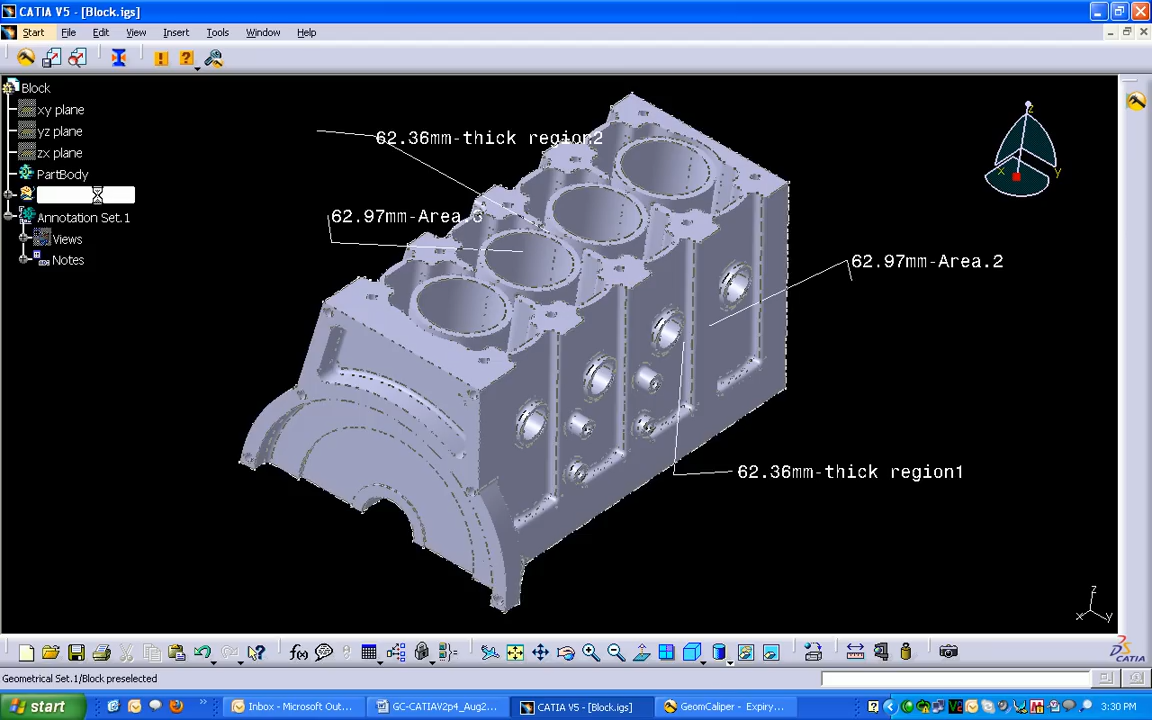 CATIA V5 - [Block.igs]
Start File Edit View Insert Tools Window Help
Block
xy plane
yz plane
zx plane
PartBody
Annotation Set.1
Views
Notes
62.36mm-thick region2
62.97mm-Area.
62.97mm-Area.2
62.36mm-thick region1
z
x y
z
x y
f(x)
CATIA
Geometrical Set.1/Block preselected
start
Inbox - Microsoft Out...
GC-CATIAV2p4_Aug2...
CATIA V5 - [Block.igs]
GeomCaliper - Expiry...
3:30 PM